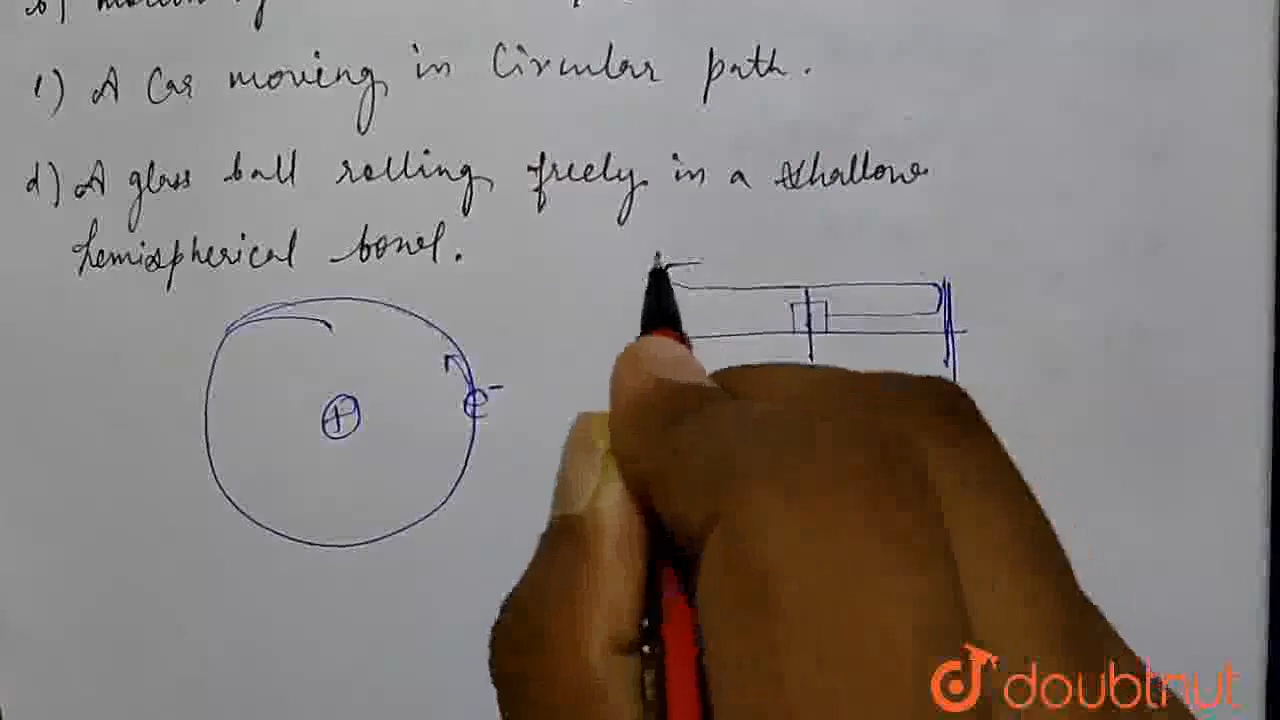 A Car moving in Circular path.
d) A glass ball rolling freely in a shallow
hemispherical bowl.
+
e-
doubtnut